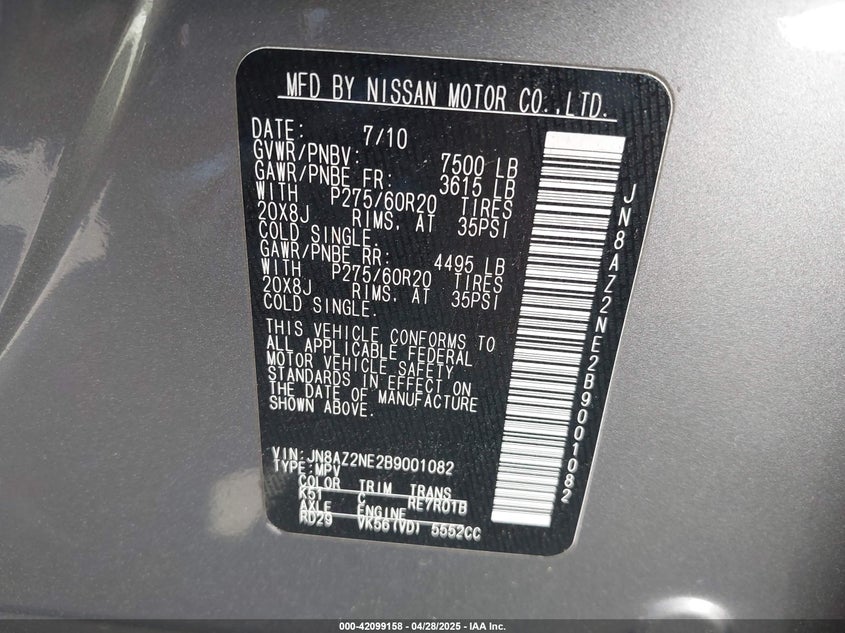 MFD BY NISSAN MOTOR CO.,LTD.
DATE: 7/10
GVWR/PNBV: 7500 LB
GAWR/PNBE FR: 3615 LB
WITH P275/60R20 TIRES
20X8J RIMS, AT 35PSI
COLD SINGLE.
GAWR/PNBE RR: 4495 LB
WITH P275/60R20 TIRES
20X8J RIMS, AT 35PSI
COLD SINGLE.
THIS VEHICLE CONFORMS TO
ALL APPLICABLE FEDERAL
MOTOR VEHICLE SAFETY
STANDARDS IN EFFECT ON
THE DATE OF MANUFACTURE
SHOWN ABOVE.
VIN:JN8AZ2NE2B9001082
TYPE:MPV
COLOR TRIM TRANS
K51 C RE7R01B
AXLE ENGINE
RD29 VK56(VD) 5552CC
JN8AZ2NE2B9001082
000-42099158 - 04/28/2025 - IAA Inc.